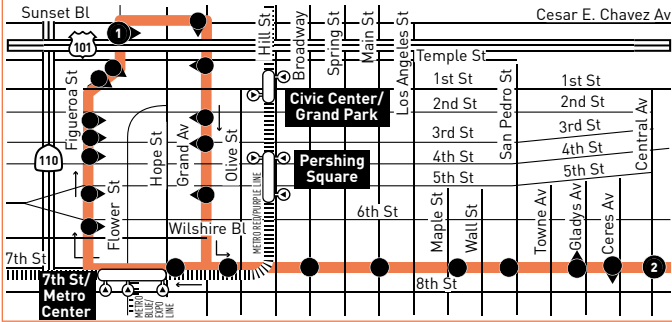 Sunset Bl
1
101
Cesar E. Chavez Av
Hill St
Broadway
Spring St
Main St
Los Angeles St
Temple St
1st St
1st St
Civic Center/
Grand Park
2nd St
2nd St
Figueroa St
San Pedro St
Central Av
3rd St
3rd St
110
Hope St
Grand Av
Olive St
Pershing
Square
4th St
4th St
5th St
5th St
METRO RED/PURPLE LINE
Flower St
6th St
Maple St
Wall St
Towne Av
Gladys Av
Ceres Av
Wilshire Bl
7th St
2
7th St/
Metro
Center
METRO
BLUE/
EXPO
LINE
8th St